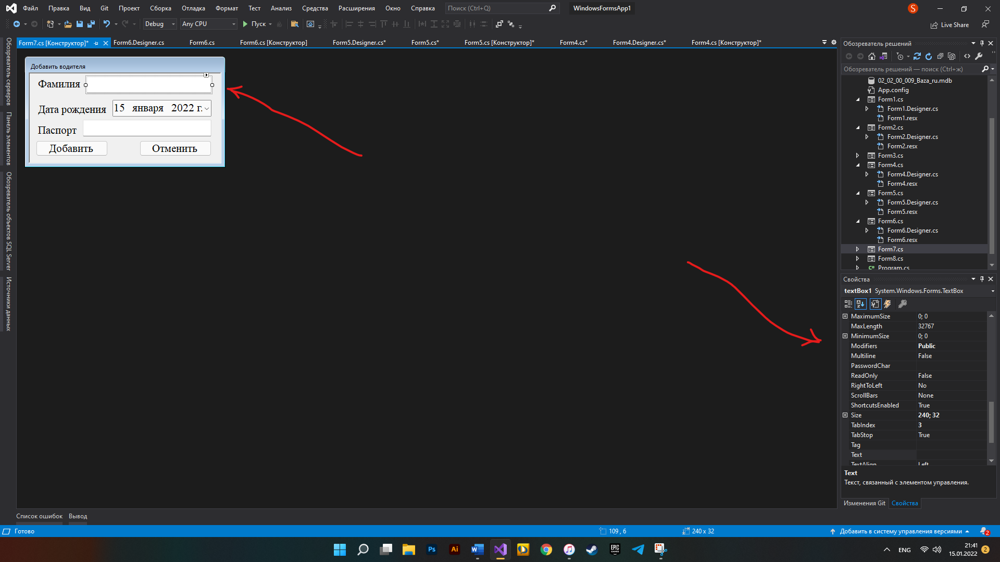 Файл Правка Вид Git Проект Сборка Отладка Формат Тест Анализ Средства Расширения Окно Справка Поиск (Ctrl+Q) WindowsFormsApp1 S
Debug Any CPU Пуск Live Share
Form7.cs [Конструктор]* Form6.Designer.cs Form6.cs Form6.cs [Конструктор] Form5.Designer.cs* Form5.cs* Form5.cs [Конструктор]* Form4.cs* Form4.Designer.cs* Form4.cs [Конструктор]*
Обозреватель серверов
Панель элементов
Обозреватель объектов SQL Server
Источники данных
Добавить водителя
Фамилия
Дата рождения 15 января 2022 г.
Паспорт
Добавить Отменить
Обозреватель решений
Обозреватель решений — поиск (Ctrl+ж)
02_02_00_009_Baza_ru.mdb
App.config
Form1.cs
Form1.Designer.cs
Form1.resx
Form2.cs
Form2.Designer.cs
Form2.resx
Form3.cs
Form4.cs
Form4.Designer.cs
Form4.resx
Form5.cs
Form5.Designer.cs
Form5.resx
Form6.cs
Form6.Designer.cs
Form6.resx
Form7.cs
Form8.cs
C# Program.cs
Свойства
textBox1 System.Windows.Forms.TextBox
MaximumSize 0; 0
MaxLength 32767
MinimumSize 0; 0
Modifiers Public
Multiline False
PasswordChar
ReadOnly False
RightToLeft No
ScrollBars None
ShortcutsEnabled True
Size 240; 32
TabIndex 3
TabStop True
Tag
Text
TextAlign Left
Text
Текст, связанный с элементом управления.
Изменения Git Свойства
Список ошибок Вывод
Готово 109 , 6 240 x 32 Добавить в систему управления версиями 2
Ps Ai W EPIC GAMES ENG 21:41
15.01.2022 2